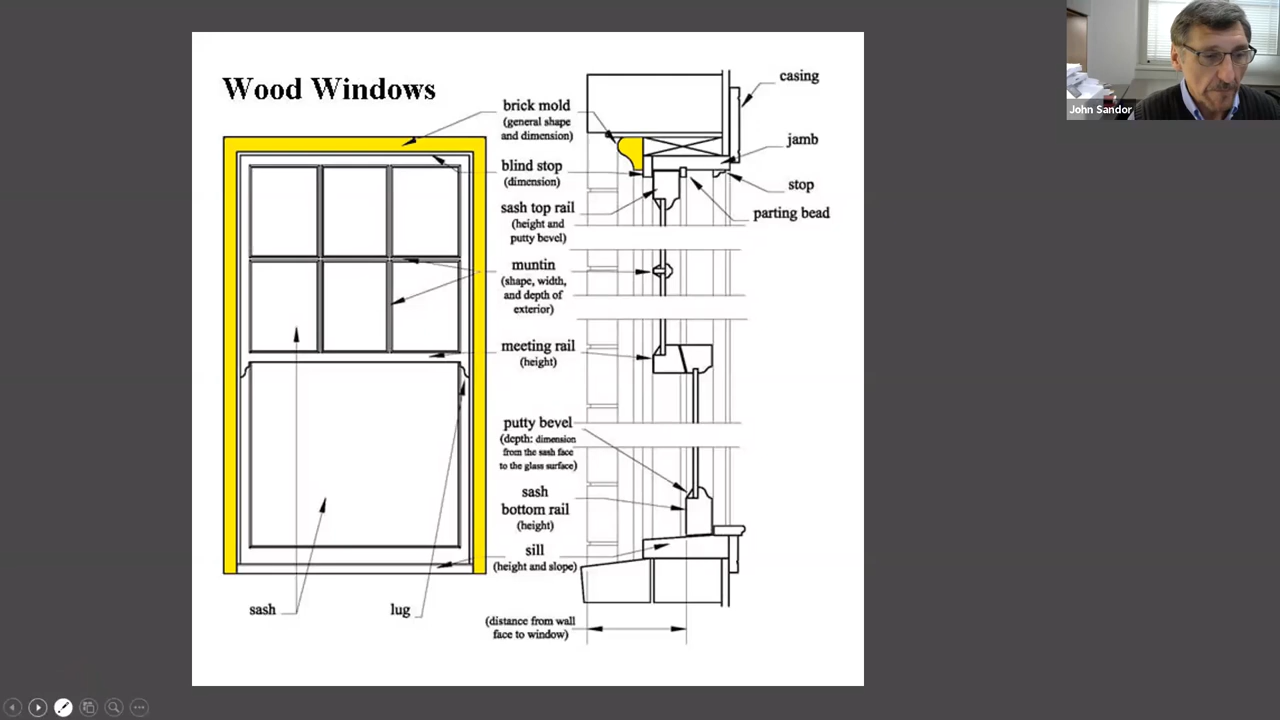 Wood Windows
brick mold
(general shape
and dimension)
blind stop
(dimension)
sash top rail
(height and
putty bevel)
muntin
(shape, width,
and depth of
exterior)
meeting rail
(height)
putty bevel
(depth: dimension
from the sash face
to the glass surface)
sash
bottom rail
(height)
sill
(height and slope)
(distance from wall
face to window)
sash
lug
casing
jamb
stop
parting bead
John Sandor